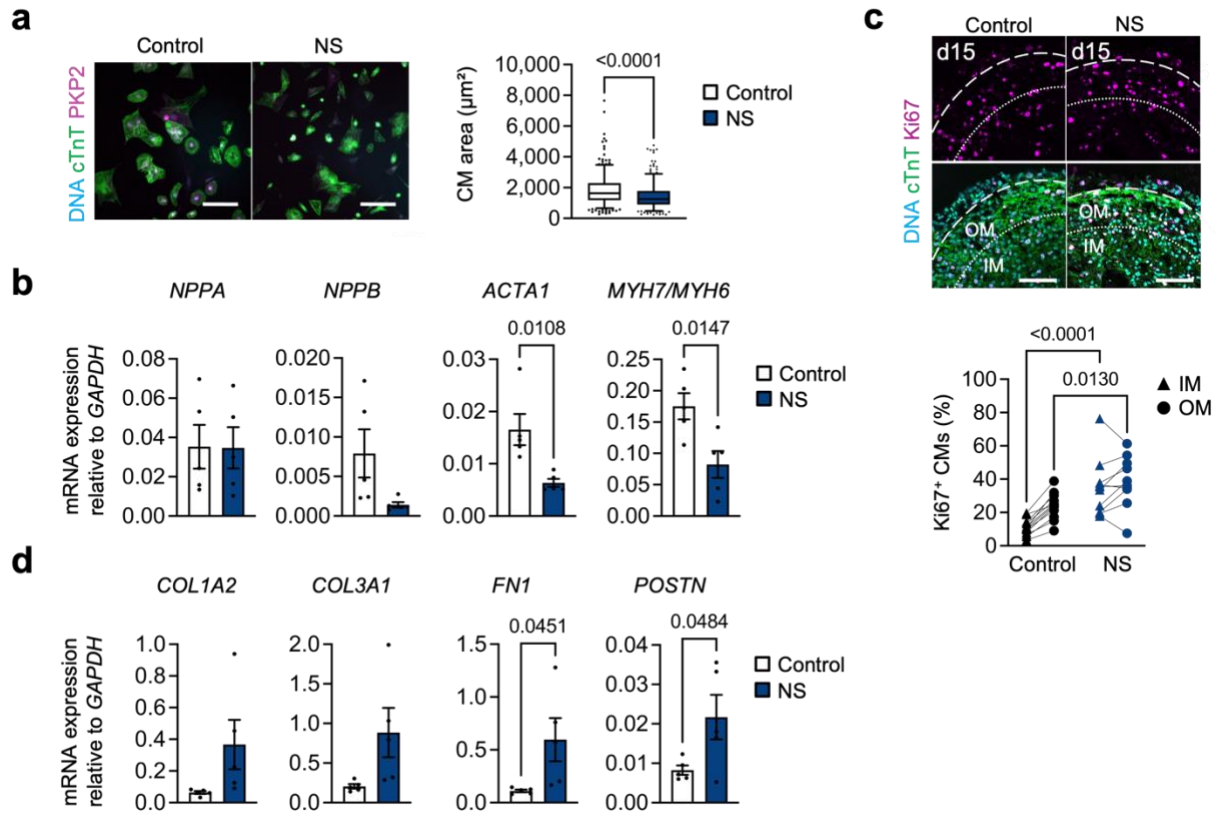 a
Control
NS
DNA cTnT PKP2
CM area (µm²)
10,000
8,000
6,000
4,000
2,000
0
<0.0001
Control
NS
b
mRNA expression
relative to GAPDH
NPPA
0.08
0.06
0.04
0.02
0.00
NPPB
0.020
0.015
0.010
0.005
0.000
ACTA1
0.0108
0.03
0.02
0.01
0.00
MYH7/MYH6
0.0147
0.25
0.20
0.15
0.10
0.05
0.00
Control
NS
c
Control
NS
DNA cTnT Ki67
d15
d15
OM
IM
OM
IM
<0.0001
0.0130
Ki67⁺ CMs (%)
100
80
60
40
20
0
Control
NS
IM
OM
d
mRNA expression
relative to GAPDH
COL1A2
1.0
0.8
0.6
0.4
0.2
0.0
COL3A1
2.0
1.5
1.0
0.5
0.0
FN1
0.0451
1.5
1.0
0.5
0.0
POSTN
0.0484
0.04
0.03
0.02
0.01
0.00
Control
NS